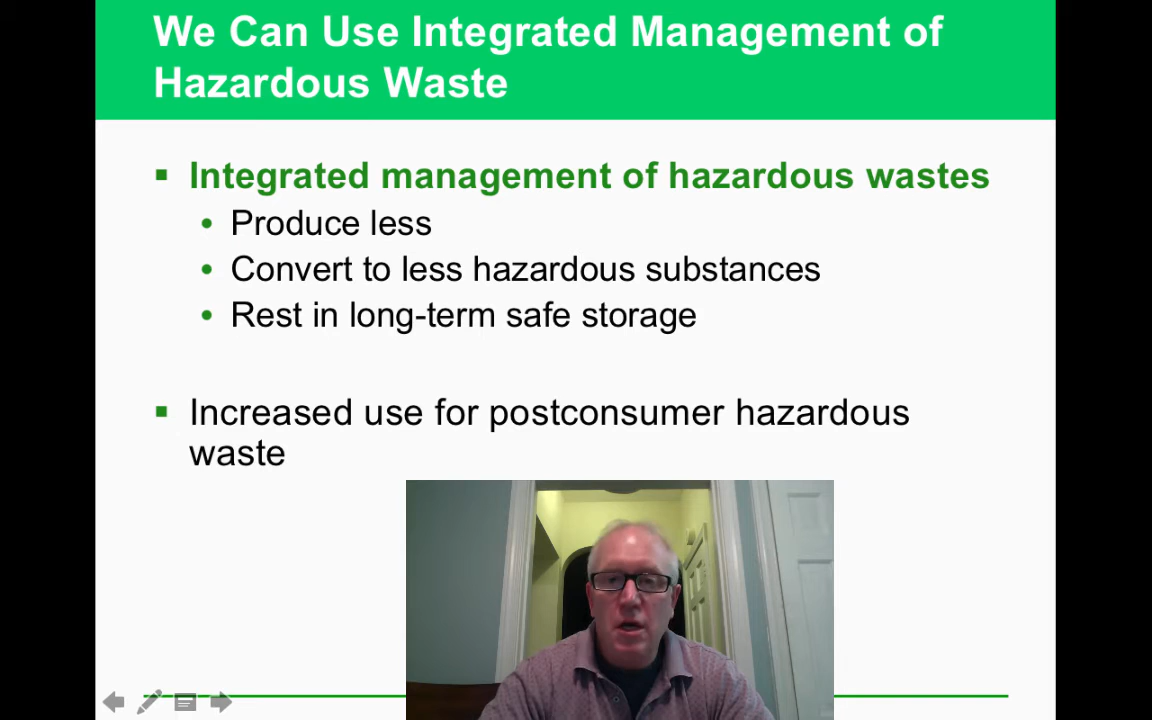 We Can Use Integrated Management of
Hazardous Waste
Integrated management of hazardous wastes
Produce less
Convert to less hazardous substances
Rest in long-term safe storage
Increased use for postconsumer hazardous
waste